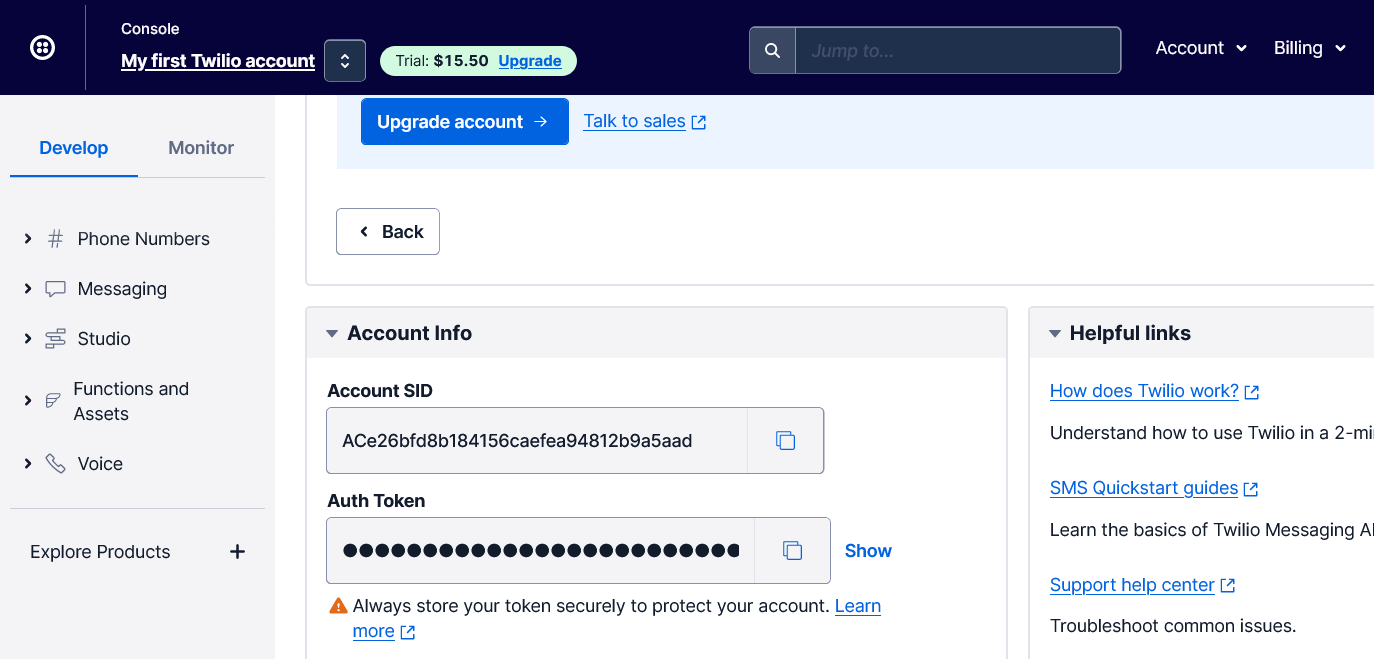 Console
My first Twilio account
Trial: $15.50 Upgrade
Jump to...
Account
Billing
Develop
Monitor
Phone Numbers
Messaging
Studio
Functions and
Assets
Voice
Explore Products
Upgrade account
Talk to sales
Back
Account Info
Account SID
ACe26bfd8b184156caefea94812b9a5aad
Auth Token
Show
Always store your token securely to protect your account. Learn
more
Helpful links
How does Twilio work?
Understand how to use Twilio in a 2-mi
SMS Quickstart guides
Learn the basics of Twilio Messaging A
Support help center
Troubleshoot common issues.